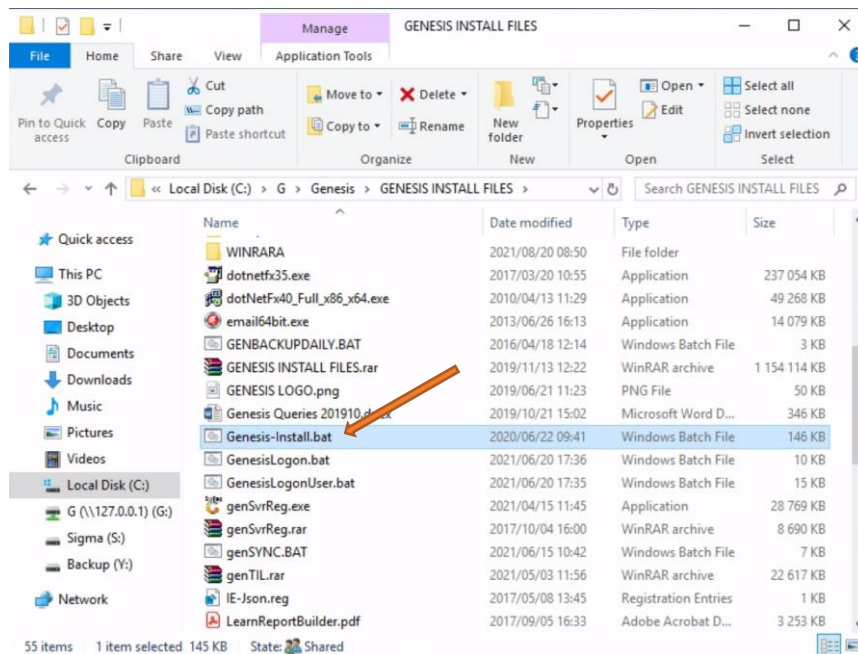 Manage
GENESIS INSTALL FILES
File Home Share View Application Tools
Pin to Quick access
Copy
Paste
Cut
Copy path
Paste shortcut
Move to
Copy to
Delete
Rename
New folder
Properties
Open
Edit
Select all
Select none
Invert selection
Clipboard Organize New Open Select
« Local Disk (C:) > G > Genesis > GENESIS INSTALL FILES >
Search GENESIS INSTALL FILES
Name Date modified Type Size
Quick access
This PC
3D Objects
Desktop
Documents
Downloads
Music
Pictures
Videos
Local Disk (C:)
G (\\127.0.0.1) (G:)
Sigma (S:)
Backup (Y:)
Network
WINRARA 2021/08/20 08:50 File folder
dotnetfx35.exe 2017/03/20 10:55 Application 237 054 KB
dotNetFx40_Full_x86_x64.exe 2010/04/13 11:29 Application 49 268 KB
email64bit.exe 2013/06/26 16:13 Application 14 079 KB
GENBACKUPDAILY.BAT 2016/04/18 12:14 Windows Batch File 3 KB
GENESIS INSTALL FILES.rar 2019/11/13 12:22 WinRAR archive 1 154 114 KB
GENESIS LOGO.png 2019/06/21 11:23 PNG File 50 KB
Genesis Queries 2019/10/21 15:02 Microsoft Word D... 346 KB
Genesis-Install.bat 2020/06/22 09:41 Windows Batch File 146 KB
GenesisLogon.bat 2021/06/20 17:36 Windows Batch File 10 KB
GenesisLogonUser.bat 2021/06/20 17:35 Windows Batch File 15 KB
genSvrReg.exe 2021/04/15 11:45 Application 28 769 KB
genSvrReg.rar 2017/10/04 16:00 WinRAR archive 8 690 KB
genSYNC.BAT 2021/06/15 10:42 Windows Batch File 7 KB
genTIL.rar 2021/05/03 11:56 WinRAR archive 22 617 KB
IE-Json.reg 2017/05/08 13:45 Registration Entries 1 KB
LearnReportBuilder.pdf 2017/09/05 16:33 Adobe Acrobat D... 3 253 KB
55 items 1 item selected 145 KB State: Shared